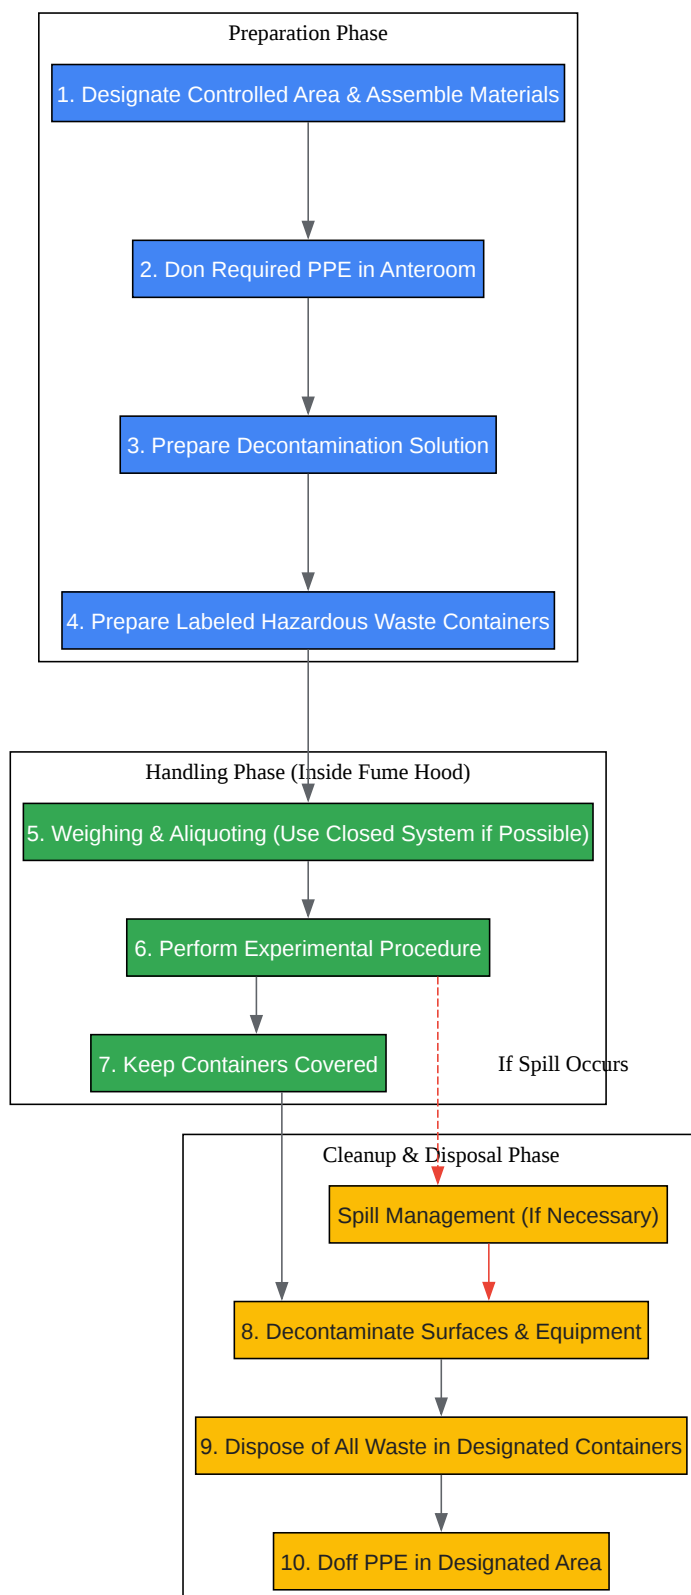 Preparation Phase
1. Designate Controlled Area & Assemble Materials
2. Don Required PPE in Anteroom
3. Prepare Decontamination Solution
4. Prepare Labeled Hazardous Waste Containers
Handling Phase (Inside Fume Hood)
5. Weighing & Aliquoting (Use Closed System if Possible)
6. Perform Experimental Procedure
7. Keep Containers Covered
If Spill Occurs
Cleanup & Disposal Phase
Spill Management (If Necessary)
8. Decontaminate Surfaces & Equipment
9. Dispose of All Waste in Designated Containers
10. Doff PPE in Designated Area